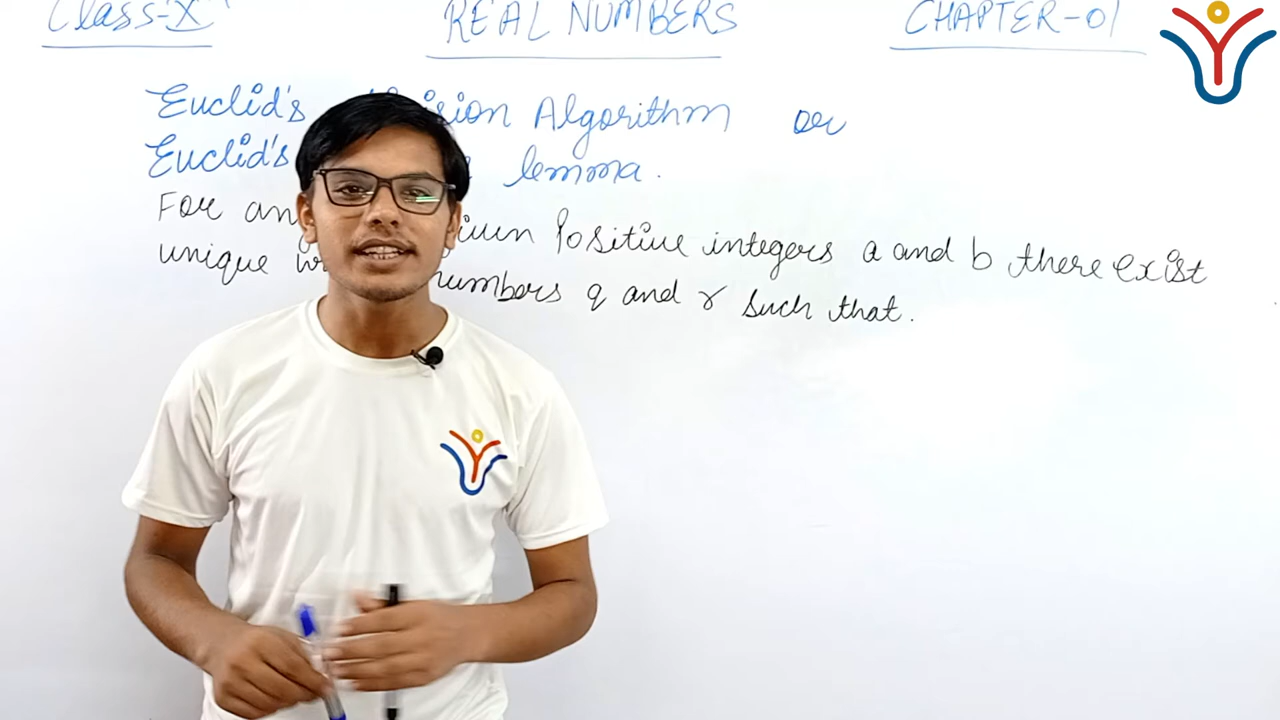 Class-X REAL NUMBERS CHAPTER-01
Euclid's Algorithm or
Euclid's lemma.
For Positive integers a and b there exist
unique numbers q and r such that.